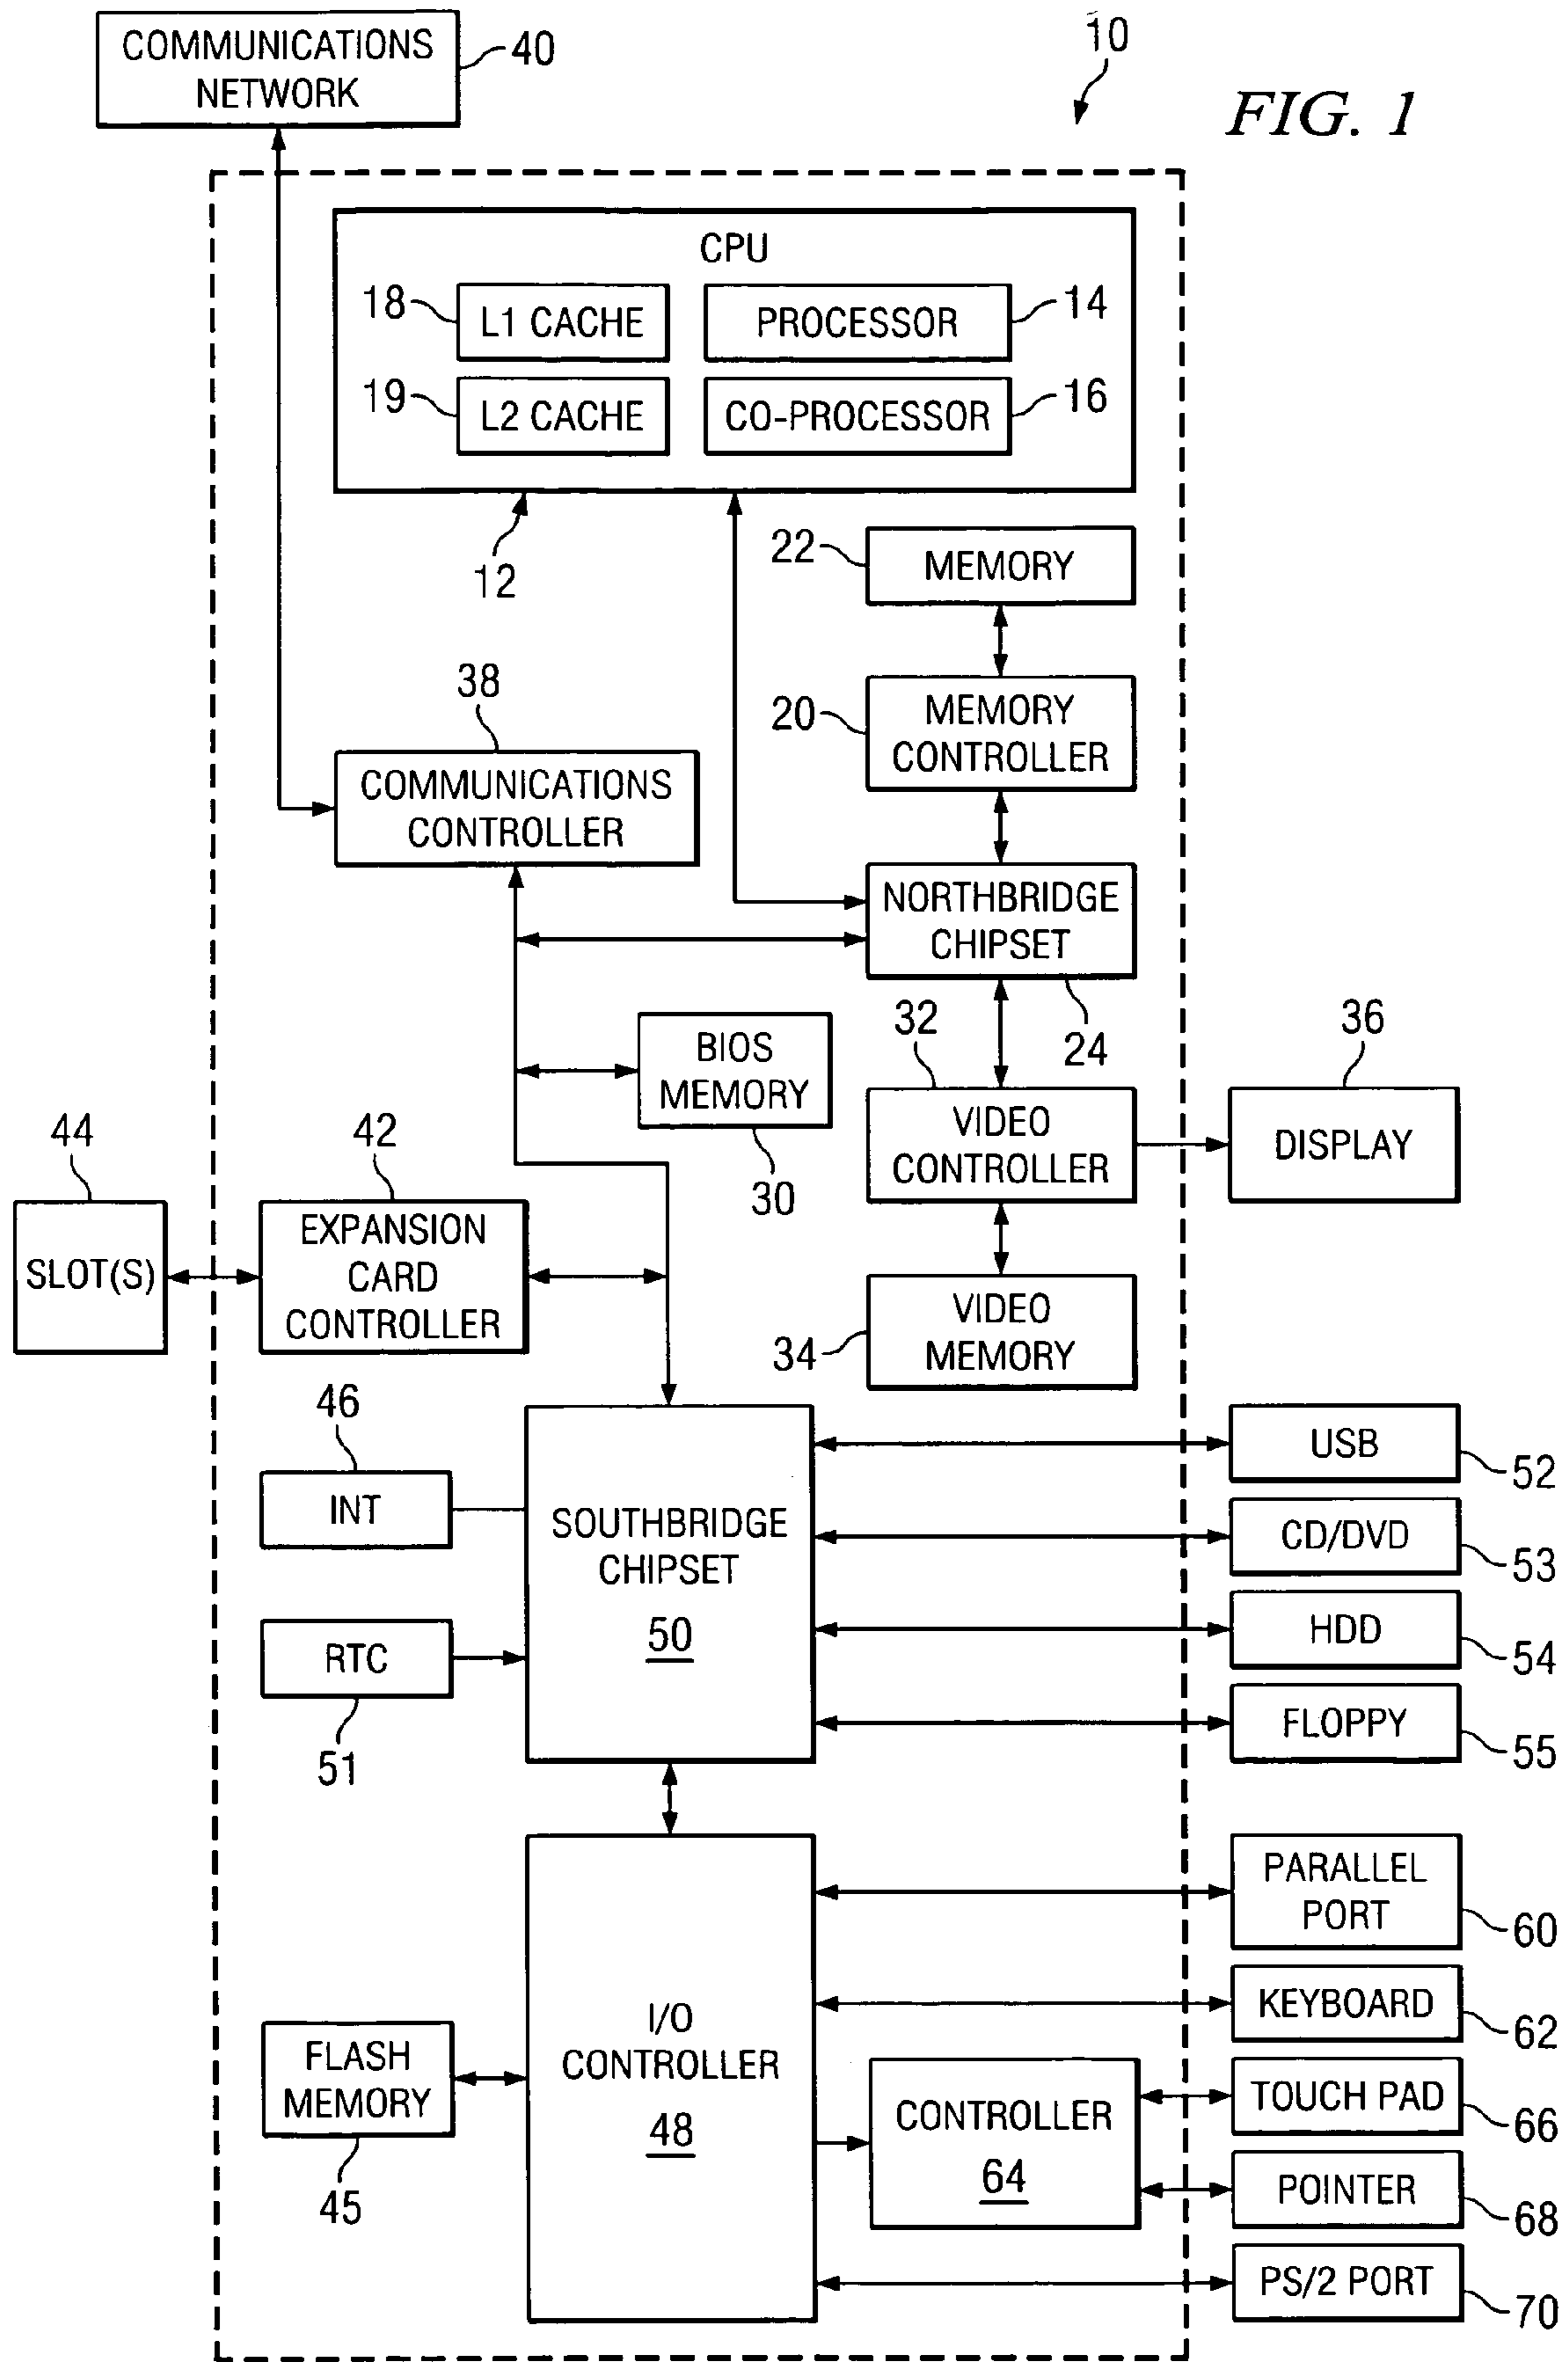 COMMUNICATIONS
NETWORK
40
10
FIG. 1
CPU
18
L1 CACHE
PROCESSOR
14
19
L2 CACHE
CO-PROCESSOR
16
12
22
MEMORY
38
20
MEMORY
CONTROLLER
COMMUNICATIONS
CONTROLLER
NORTHBRIDGE
CHIPSET
24
BIOS
MEMORY
30
32
VIDEO
CONTROLLER
36
DISPLAY
44
SLOT(S)
42
EXPANSION
CARD
CONTROLLER
34
VIDEO
MEMORY
46
INT
SOUTHBRIDGE
CHIPSET
50
RTC
51
USB
52
CD/DVD
53
HDD
54
FLOPPY
55
I/O
CONTROLLER
48
FLASH
MEMORY
45
CONTROLLER
64
PARALLEL
PORT
60
KEYBOARD
62
TOUCH PAD
66
POINTER
68
PS/2 PORT
70